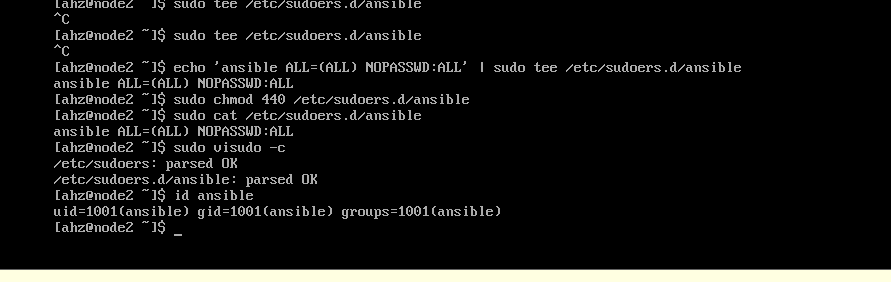 [ahz@node2 ~]$ sudo tee /etc/sudoers.d/ansible
^C
[ahz@node2 ~]$ sudo tee /etc/sudoers.d/ansible
^C
[ahz@node2 ~]$ echo 'ansible ALL=(ALL) NOPASSWD:ALL' | sudo tee /etc/sudoers.d/ansible
ansible ALL=(ALL) NOPASSWD:ALL
[ahz@node2 ~]$ sudo chmod 440 /etc/sudoers.d/ansible
[ahz@node2 ~]$ sudo cat /etc/sudoers.d/ansible
ansible ALL=(ALL) NOPASSWD:ALL
[ahz@node2 ~]$ sudo visudo -c
/etc/sudoers: parsed OK
/etc/sudoers.d/ansible: parsed OK
[ahz@node2 ~]$ id ansible
uid=1001(ansible) gid=1001(ansible) groups=1001(ansible)
[ahz@node2 ~]$ _